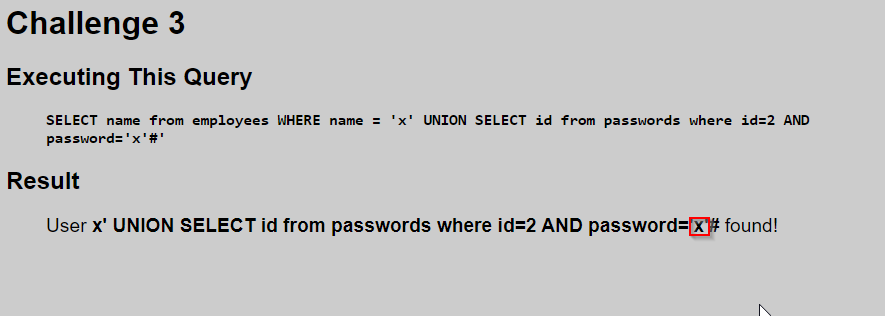 Challenge 3
Executing This Query
SELECT name from employees WHERE name = 'x' UNION SELECT id from passwords where id=2 AND
password='x'#'
Result
User x' UNION SELECT id from passwords where id=2 AND password='x'# found!